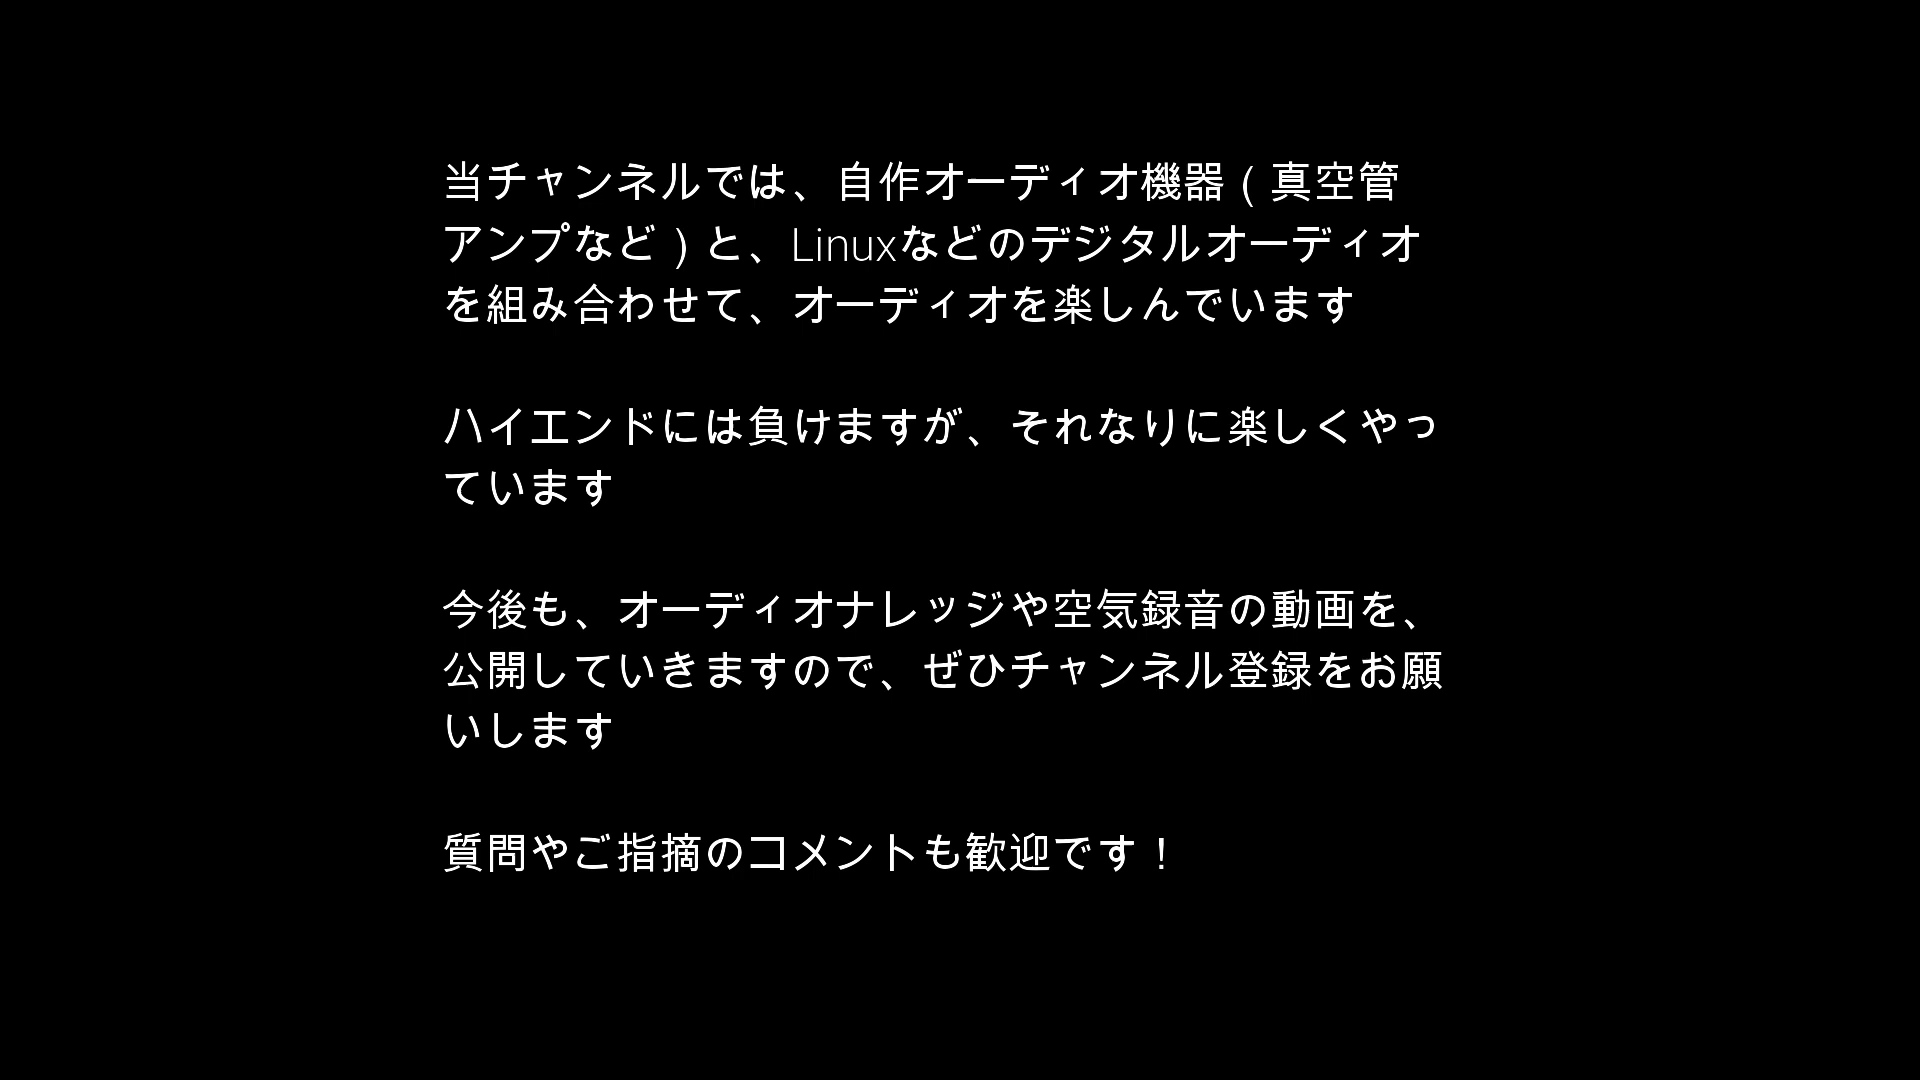 当チャンネルでは、自作オーディオ機器（真空管
アンプなど）と、Linuxなどのデジタルオーディオ
を組み合わせて、オーディオを楽しんでいます
ハイエンドには負けますが、それなりに楽しくやっ
ています
今後も、オーディオナレッジや空気録音の動画を、
公開していきますので、ぜひチャンネル登録をお願
いします
質問やご指摘のコメントも歓迎です！